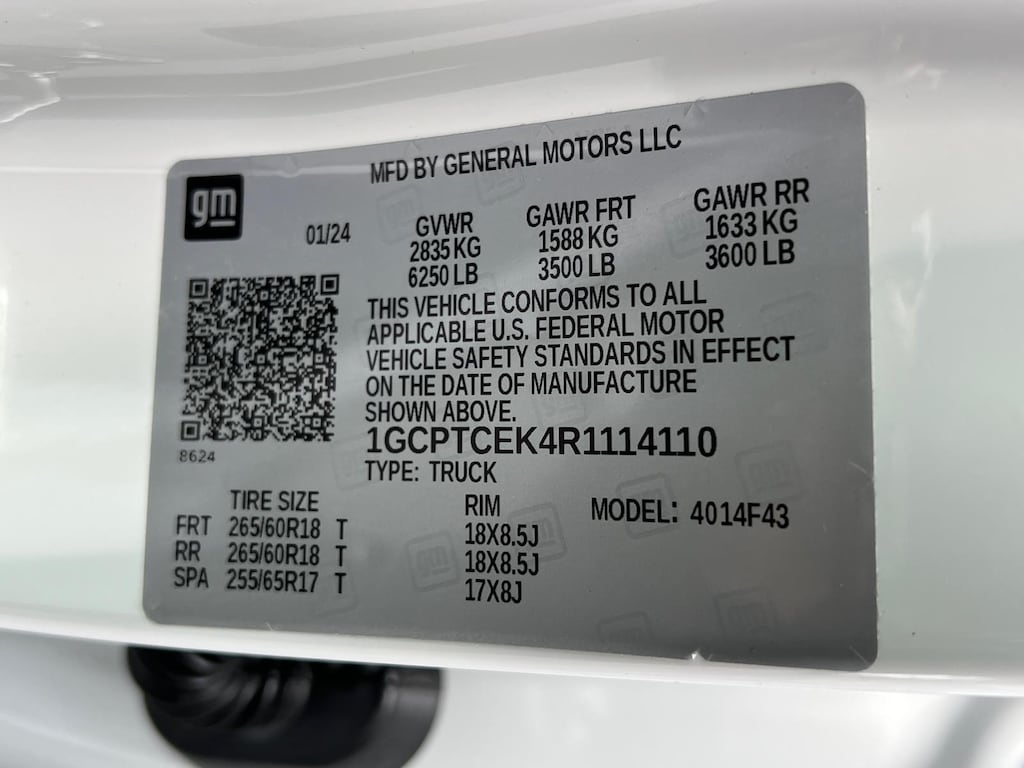 MFD BY GENERAL MOTORS LLC
gm
01/24
GVWR GAWR FRT GAWR RR
2835 KG 1588 KG 1633 KG
6250 LB 3500 LB 3600 LB
THIS VEHICLE CONFORMS TO ALL
APPLICABLE U.S. FEDERAL MOTOR
VEHICLE SAFETY STANDARDS IN EFFECT
ON THE DATE OF MANUFACTURE
SHOWN ABOVE.
8624
1GCPTCEK4R1114110
TYPE: TRUCK
TIRE SIZE RIM MODEL: 4014F43
FRT 265/60R18 T 18X8.5J
RR 265/60R18 T 18X8.5J
SPA 255/65R17 T 17X8J